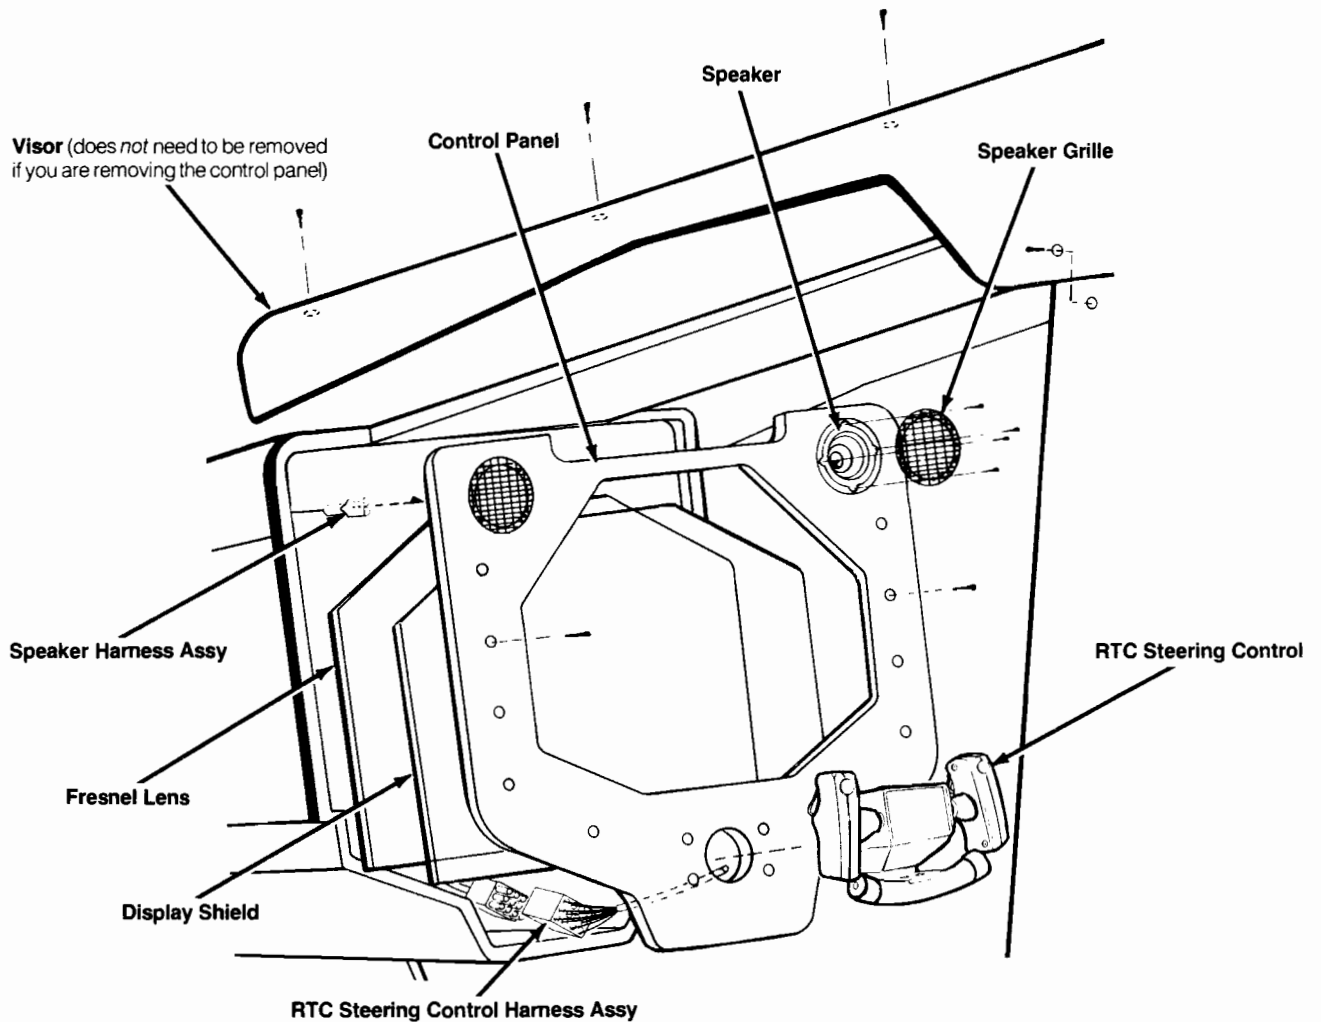 Speaker
Control Panel
Visor (does not need to be removed
if you are removing the control panel)
Speaker Grille
Speaker Harness Assy
RTC Steering Control
Fresnel Lens
Display Shield
RTC Steering Control Harness Assy